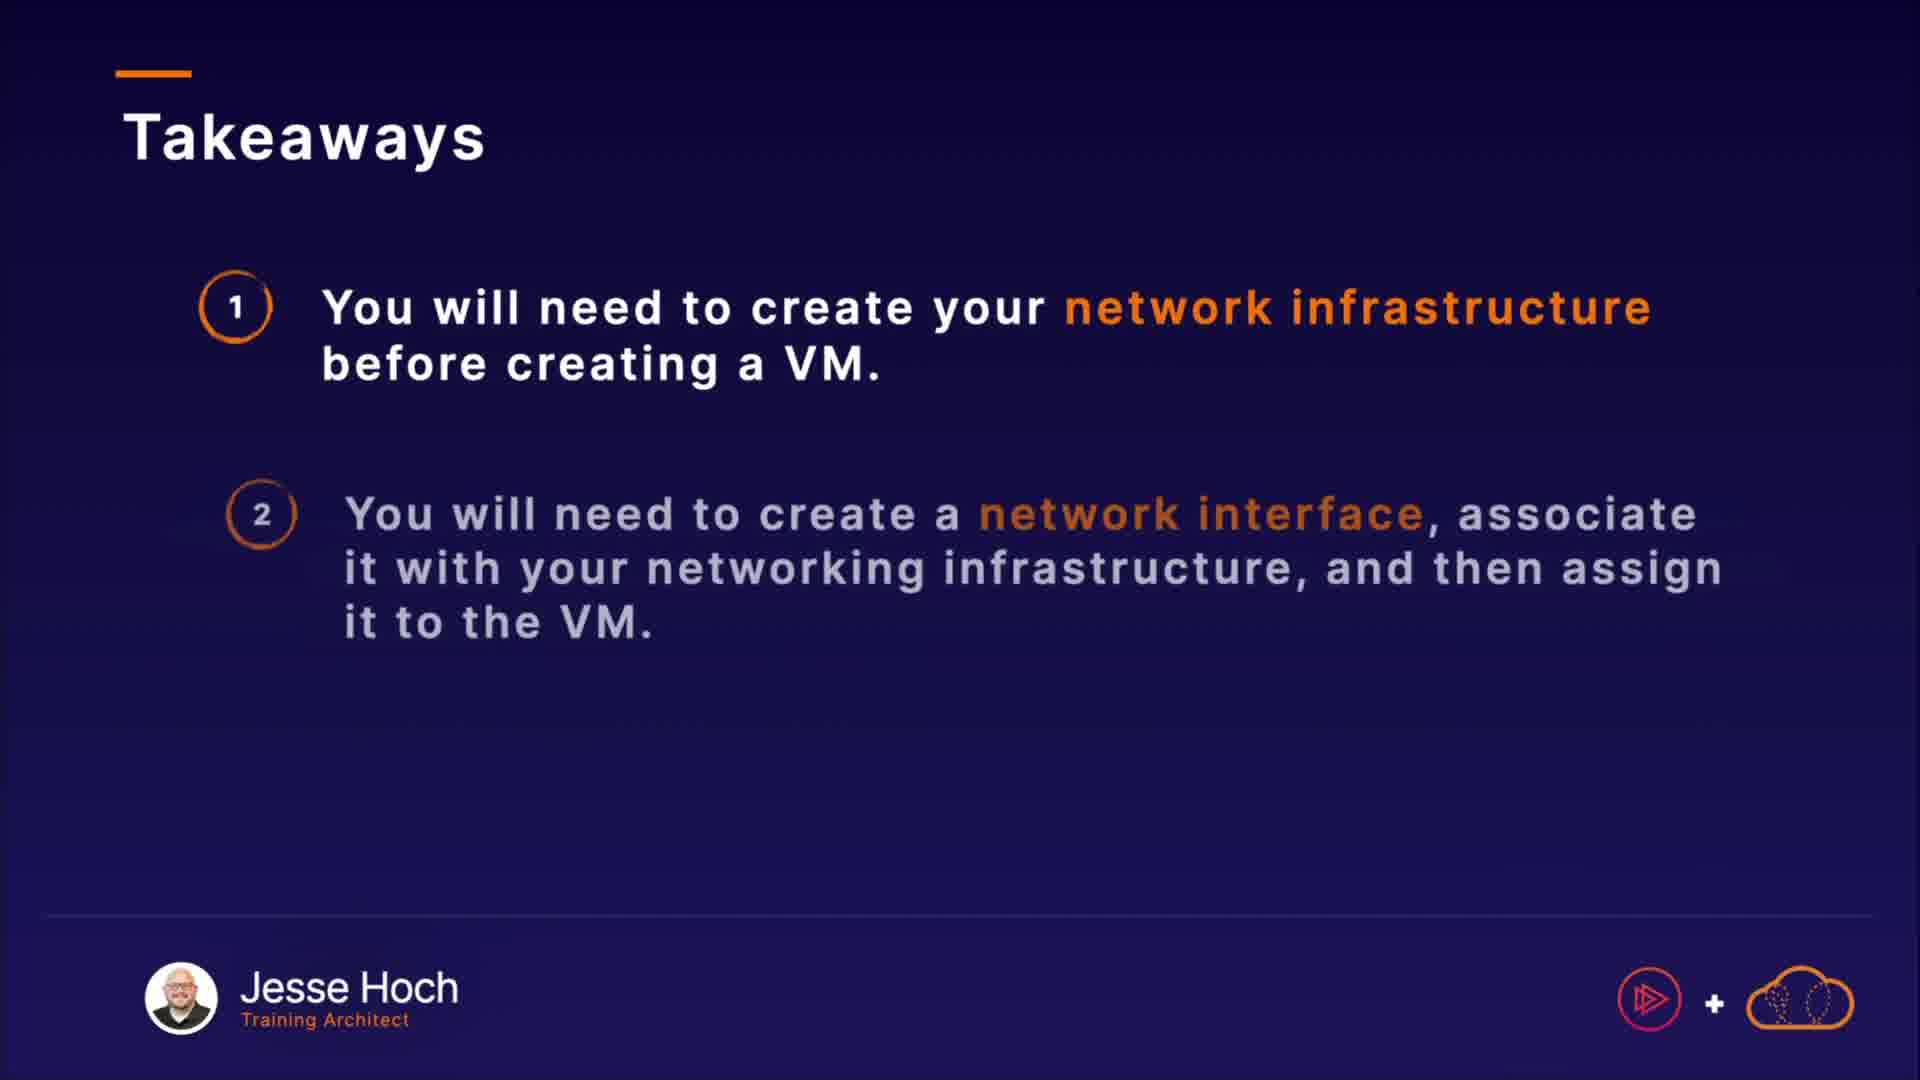 Takeaways
1
You will need to create your network infrastructure
before creating a VM.
2
You will need to create a network interface, associate
it with your networking infrastructure, and then assign
it to the VM.
Jesse Hoch
Training Architect
+